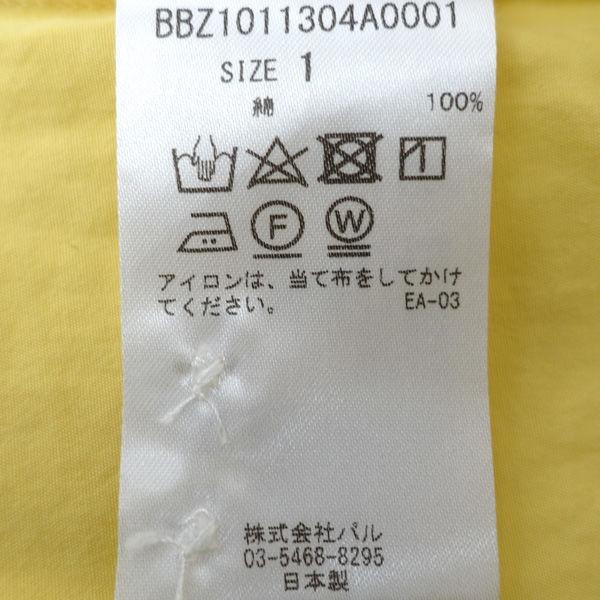 BBZ1011304A0001
SIZE 1
綿 100%
F W
アイロンは、当て布をしてかけ
てください。 EA-03
株式会社パル
03-5468-8295
日本製